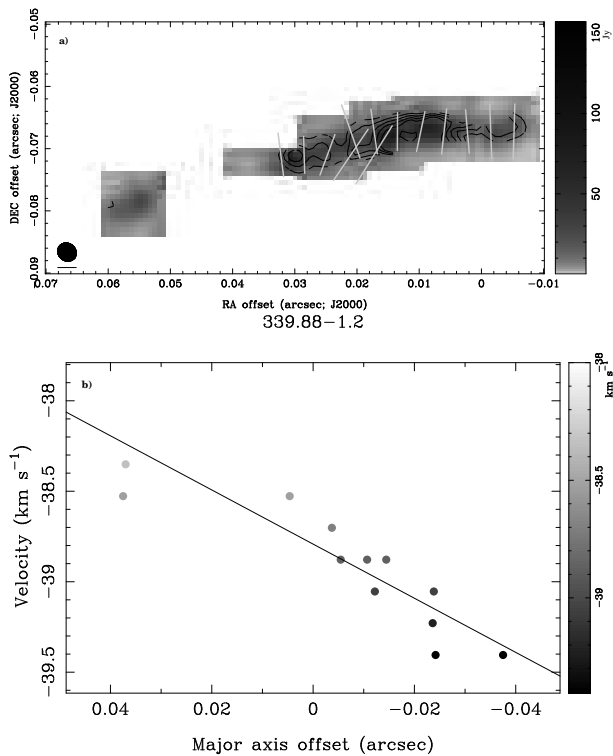 a)
−0.05
−0.06
−0.07
−0.08
−0.09
DEC offset (arcsec; J2000)
0.07 0.06 0.05 0.04 0.03 0.02 0.01 0 −0.01
RA offset (arcsec; J2000)
150
100
50
Jy
339.88−1.2
b)
−38
−38.5
−39
−39.5
Velocity (km s⁻¹)
0.04 0.02 0 −0.02 −0.04
Major axis offset (arcsec)
−38
−39
km s⁻¹